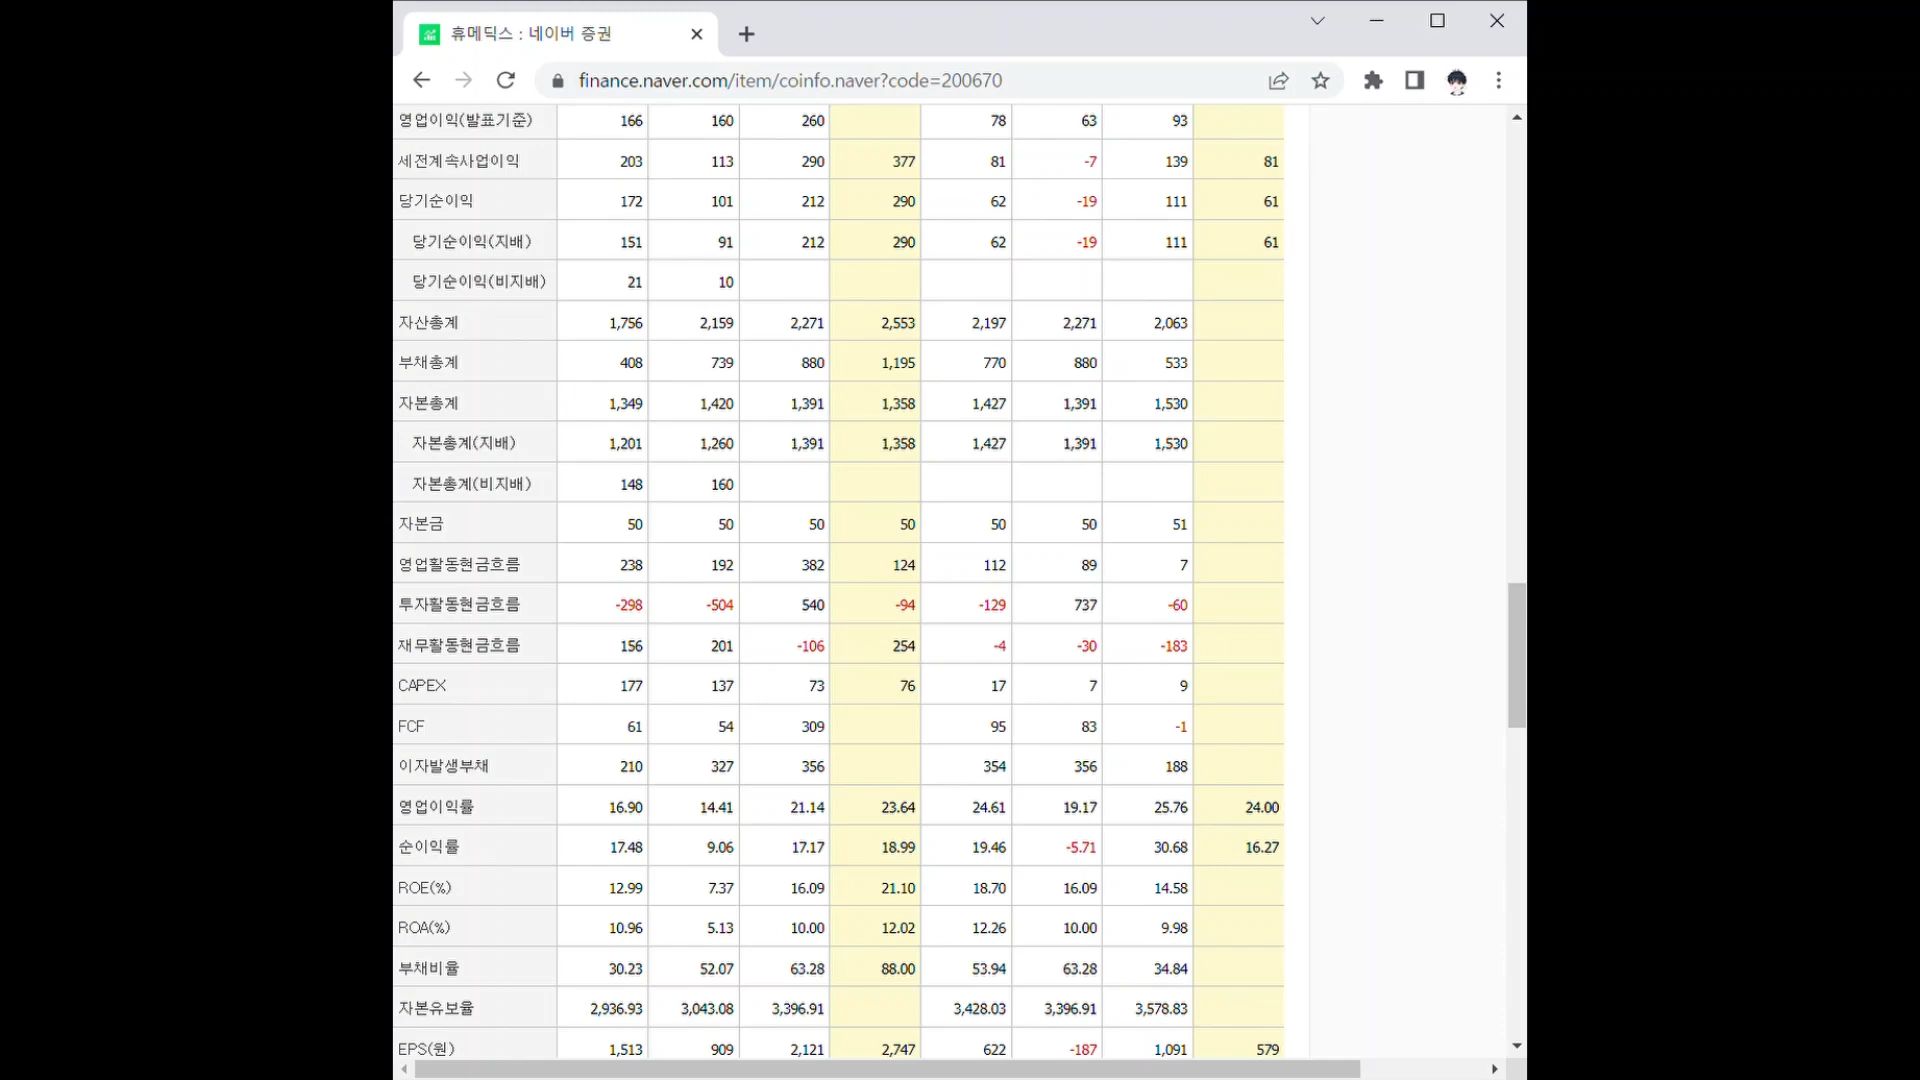 휴메딕스 : 네이버 증권
finance.naver.com/item/coinfo.naver?code=200670
영업이익(발표기준) 166 160 260 78 63 93
세전계속사업이익 203 113 290 377 81 -7 139 81
당기순이익 172 101 212 290 62 -19 111 61
당기순이익(지배) 151 91 212 290 62 -19 111 61
당기순이익(비지배) 21 10
자산총계 1,756 2,159 2,271 2,553 2,197 2,271 2,063
부채총계 408 739 880 1,195 770 880 533
자본총계 1,349 1,420 1,391 1,358 1,427 1,391 1,530
자본총계(지배) 1,201 1,260 1,391 1,358 1,427 1,391 1,530
자본총계(비지배) 148 160
자본금 50 50 50 50 50 50 51
영업활동현금흐름 238 192 382 124 112 89 7
투자활동현금흐름 -298 -504 540 -94 -129 737 -60
재무활동현금흐름 156 201 -106 254 -4 -30 -183
CAPEX 177 137 73 76 17 7 9
FCF 61 54 309 95 83 -1
이자발생부채 210 327 356 354 356 188
영업이익률 16.90 14.41 21.14 23.64 24.61 19.17 25.76 24.00
순이익률 17.48 9.06 17.17 18.99 19.46 -5.71 30.68 16.27
ROE(%) 12.99 7.37 16.09 21.10 18.70 16.09 14.58
ROA(%) 10.96 5.13 10.00 12.02 12.26 10.00 9.98
부채비율 30.23 52.07 63.28 88.00 53.94 63.28 34.84
자본유보율 2,936.93 3,043.08 3,396.91 3,428.03 3,396.91 3,578.83
EPS(원) 1,513 909 2,121 2,747 622 -187 1,091 579